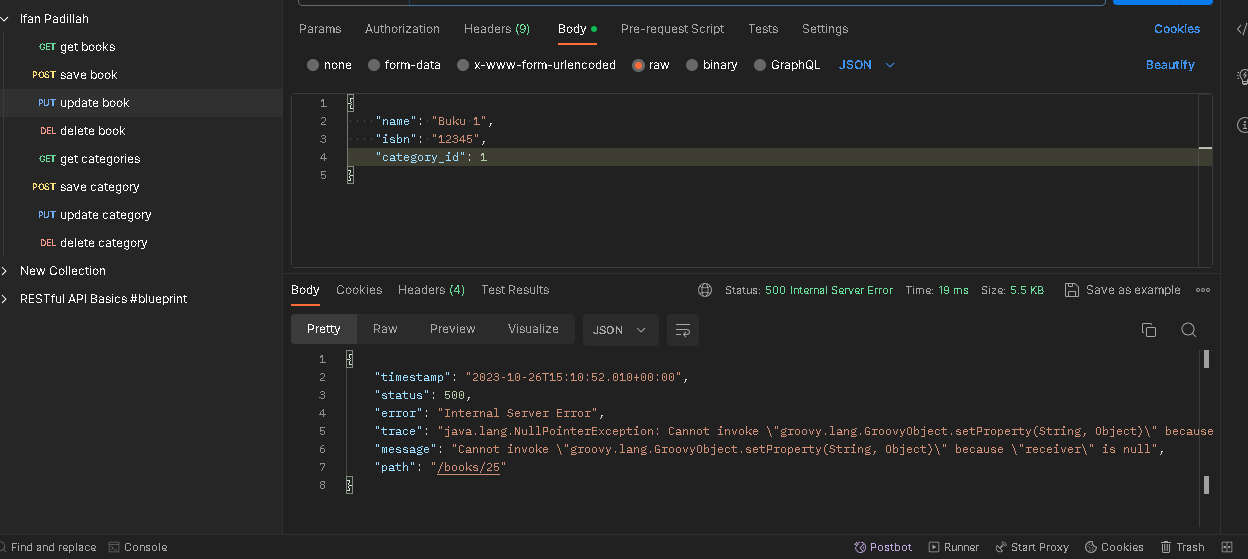 Ifan Padillah
GET get books
POST save book
PUT update book
DEL delete book
GET get categories
POST save category
PUT update category
DEL delete category
New Collection
RESTful API Basics #blueprint
Params Authorization Headers (9) Body Pre-request Script Tests Settings Cookies
none form-data x-www-form-urlencoded raw binary GraphQL JSON Beautify
1 {
2 "name": "Buku 1",
3 "isbn": "12345",
4 "category_id": 1
5 }
Body Cookies Headers (4) Test Results Status: 500 Internal Server Error Time: 19 ms Size: 5.5 KB Save as example
Pretty Raw Preview Visualize JSON
1 {
2 "timestamp": "2023-10-26T15:10:52.010+00:00",
3 "status": 500,
4 "error": "Internal Server Error",
5 "trace": "java.lang.NullPointerException: Cannot invoke \"groovy.lang.GroovyObject.setProperty(String, Object)\" because
6 "message": "Cannot invoke \"groovy.lang.GroovyObject.setProperty(String, Object)\" because \"receiver\" is null",
7 "path": "/books/25"
8 }
Find and replace Console Postbot Runner Start Proxy Cookies Trash